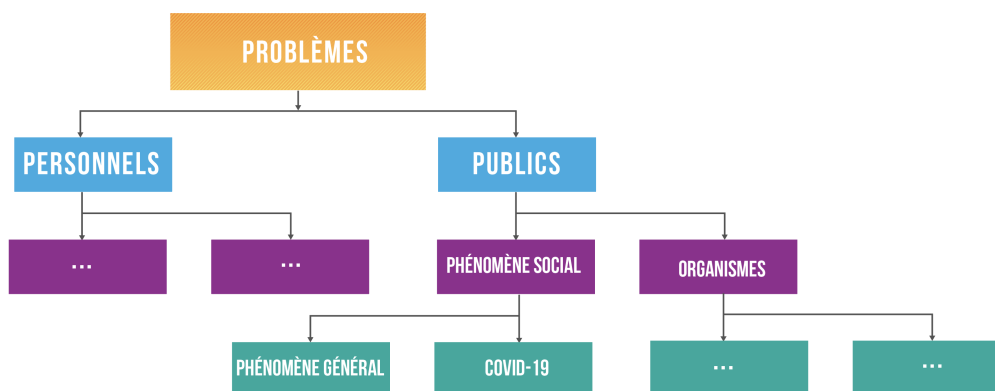 PROBLÈMES
PERSONNELS
PUBLICS
...
...
PHÉNOMÈNE SOCIAL
ORGANISMES
PHÉNOMÈNE GÉNÉRAL
COVID-19
...
...